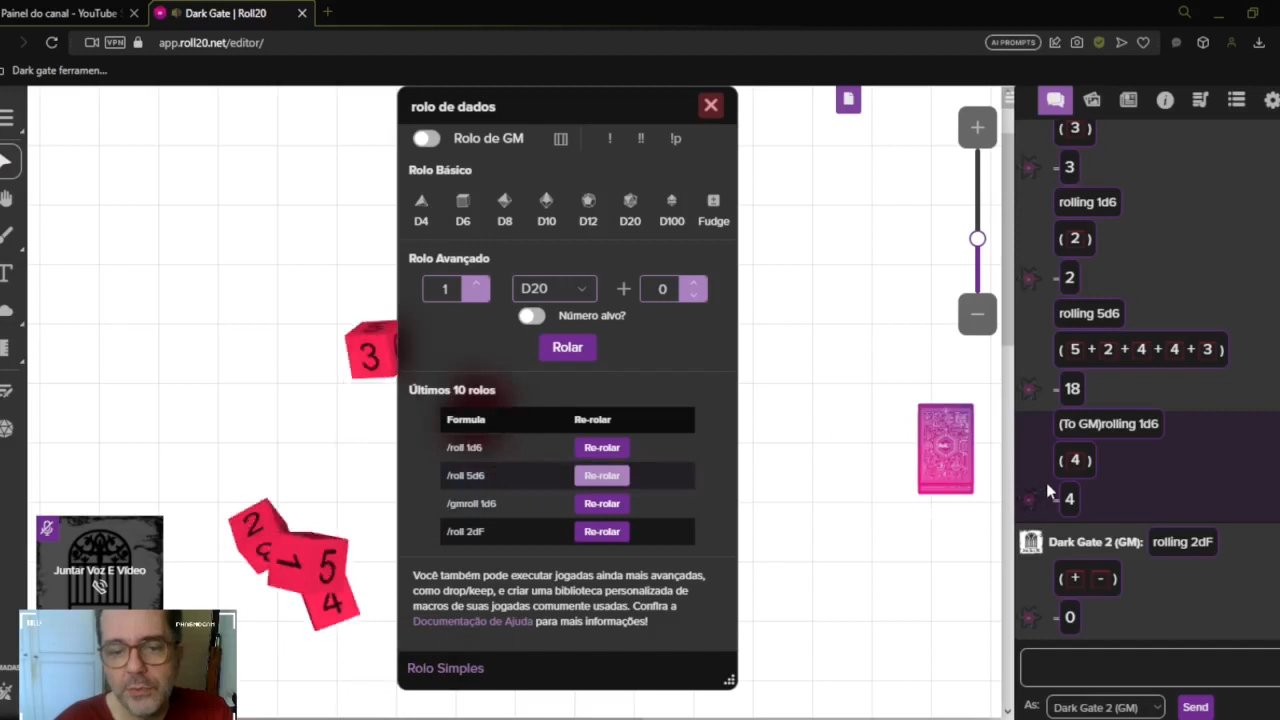 Painel do canal - YouTube
Dark Gate | Roll20
VPN
app.roll20.net/editor/
AI PROMPTS
Dark gate ferramen...
rolo de dados
Rolo de GM
!
!!
!p
Rolo Básico
D4 D6 D8 D10 D12 D20 D100 Fudge
Rolo Avançado
1 D20 + 0
Número alvo?
Rolar
Últimos 10 rolos
Formula Re-rolar
/roll 1d6 Re-rolar
/roll 5d6 Re-rolar
/gmroll 1d6 Re-rolar
/roll 2dF Re-rolar
Você também pode executar jogadas ainda mais avançadas,
como drop/keep, e criar uma biblioteca personalizada de
macros de suas jogadas comumente usadas. Confira a
Documentação de Ajuda para mais informações!
Rolo Simples
3
2
5
4
Juntar Voz E Vídeo
( 3 )
= 3
rolling 1d6
( 2 )
= 2
rolling 5d6
( 5 + 2 + 4 + 4 + 3 )
= 18
(To GM)rolling 1d6
( 4 )
= 4
Dark Gate 2 (GM): rolling 2dF
( + - )
= 0
As: Dark Gate 2 (GM) Send